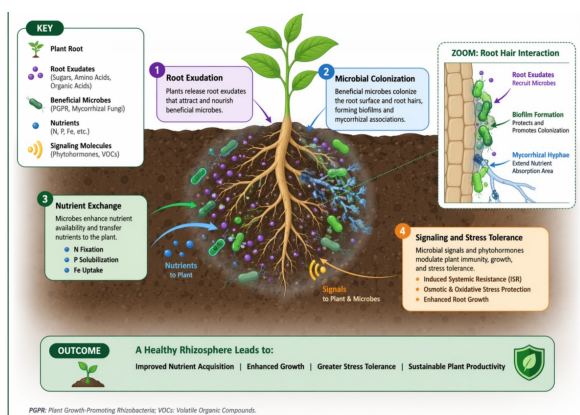 KEY
Plant Root
Root Exudates
(Sugars, Amino Acids,
Organic Acids)
Beneficial Microbes
(PGPR, Mycorrhizal Fungi)
Nutrients
(N, P, Fe, etc.)
Signaling Molecules
(Phytohormones, VOCs)
1
Root Exudation
Plants release root exudates
that attract and nourish
beneficial microbes.
2
Microbial Colonization
Beneficial microbes colonize
the root surface and root hairs,
forming biofilms and
mycorrhizal associations.
ZOOM: Root Hair Interaction
Root Exudates
Recruit Microbes
Biofilm Formation
Protects and
Promotes Colonization
Mycorrhizal Hyphae
Extend Nutrient
Absorption Area
3
Nutrient Exchange
Microbes enhance nutrient
availability and transfer
nutrients to the plant.
N Fixation
P Solubilization
Fe Uptake
Nutrients
to Plant
Signals
to Plant & Microbes
4
Signaling and Stress Tolerance
Microbial signals and phytohormones
modulate plant immunity, growth,
and stress tolerance.
• Induced Systemic Resistance (ISR)
• Osmotic & Oxidative Stress Protection
• Enhanced Root Growth
OUTCOME
A Healthy Rhizosphere Leads to:
Improved Nutrient Acquisition | Enhanced Growth | Greater Stress Tolerance | Sustainable Plant Productivity
PGPR: Plant Growth-Promoting Rhizobacteria; VOCs: Volatile Organic Compounds.